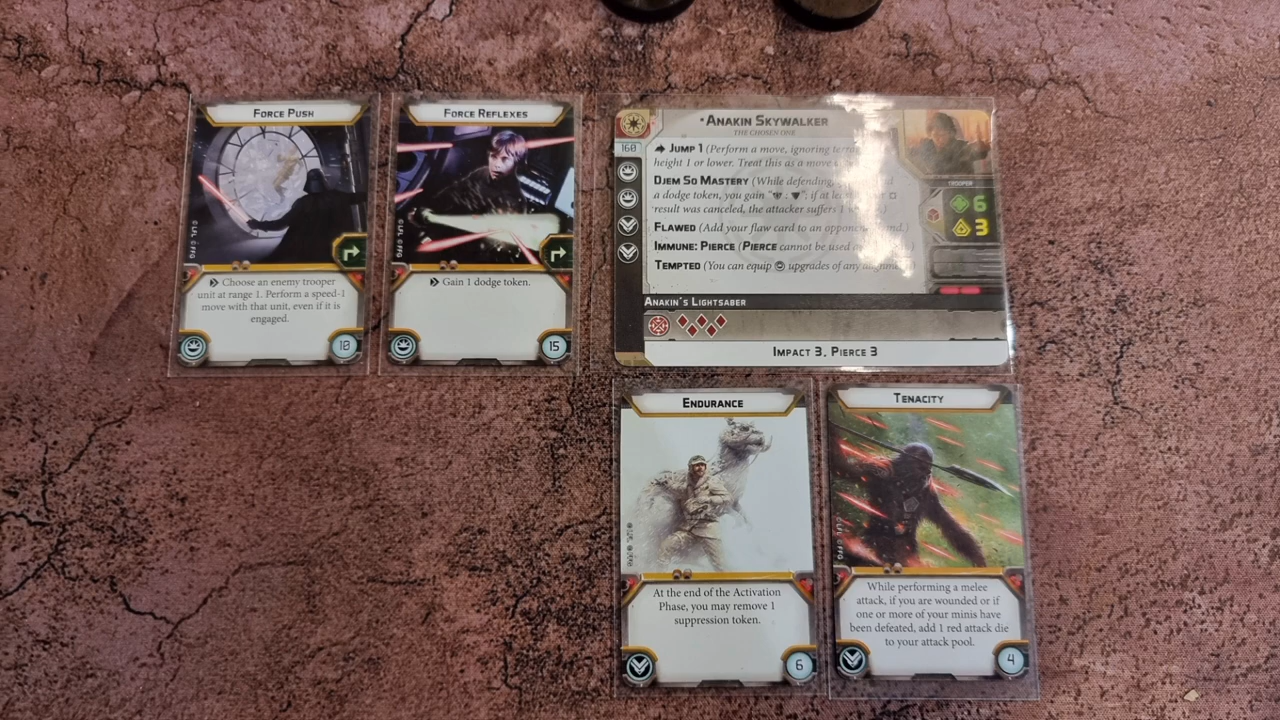 Force Push
10
Choose an enemy trooper
unit at range 1. Perform a speed-1
move with that unit, even if it is
engaged.
Force Reflexes
Gain 1 dodge token.
15
•Anakin Skywalker
THE CHOSEN ONE
160
Jump 1 (Perform a move, ignoring
height 1 or lower. Treat this as a move
Djem So Mastery (While defending,
a dodge token, you gain " : "; if at
result was canceled, the attacker suffers 1
Flawed (Add your flaw card to an opponent's
Immune: Pierce (Pierce cannot be used
Tempted (You can equip upgrades of any
TROOPER
6
3
Anakin's Lightsaber
Impact 3, Pierce 3
Endurance
At the end of the Activation
Phase, you may remove 1
suppression token.
6
Tenacity
©LFL ©FFG
While performing a melee
attack, if you are wounded or if
one or more of your minis have
been defeated, add 1 red attack die
to your attack pool.
4